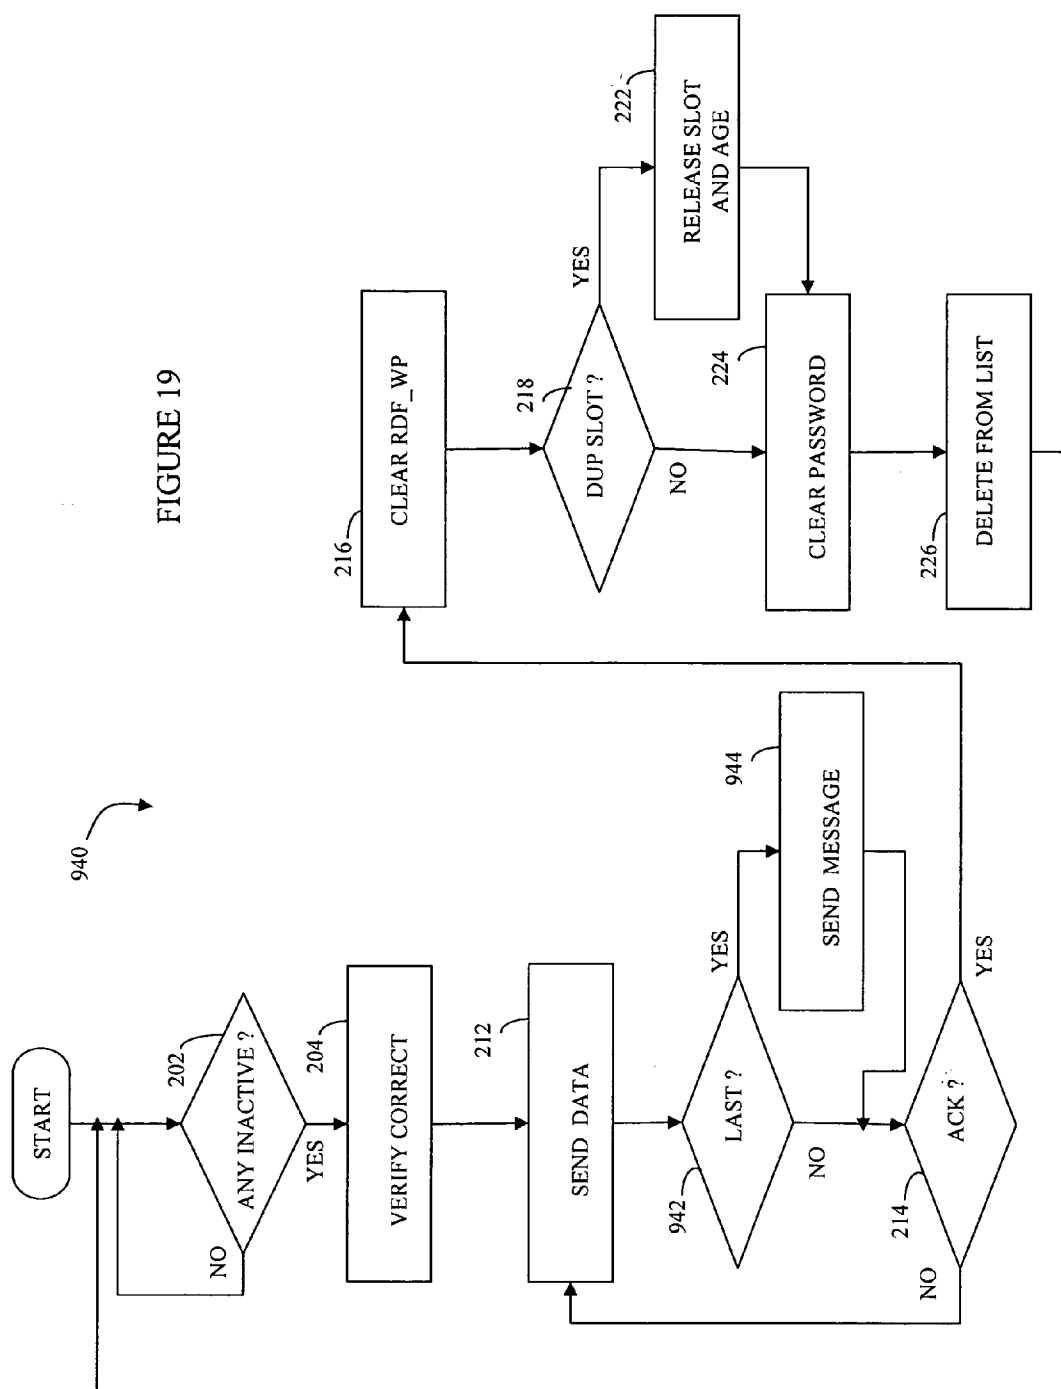 FIGURE 19
940
START
202
ANY INACTIVE ?
NO
YES
204
VERIFY CORRECT
212
SEND DATA
942
LAST ?
YES
NO
944
SEND MESSAGE
214
ACK ?
NO
YES
216
CLEAR RDF_WP
218
DUP SLOT ?
YES
NO
222
RELEASE SLOT
AND AGE
224
CLEAR PASSWORD
226
DELETE FROM LIST